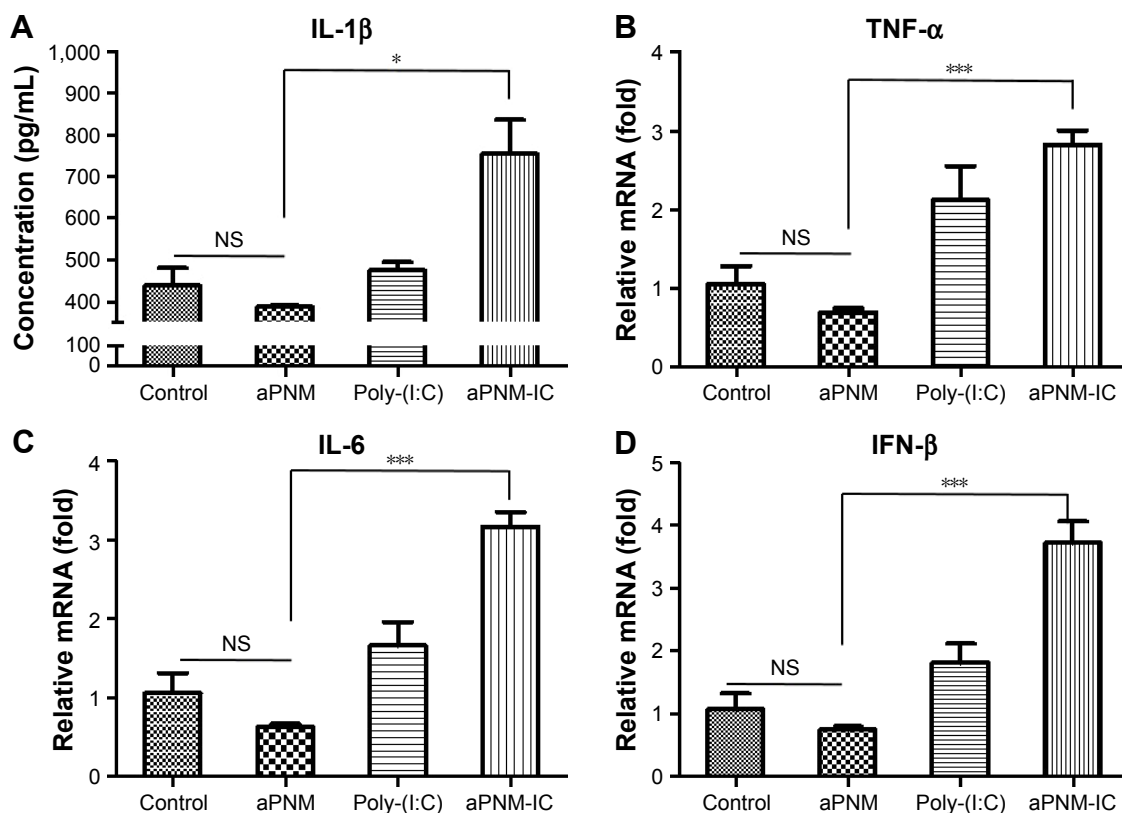 A
IL-1β
Concentration (pg/mL)
1,000
900
800
700
600
500
400
100
0
NS
*
Control
aPNM
Poly-(I:C)
aPNM-IC
B
TNF-α
Relative mRNA (fold)
4
3
2
1
0
NS
***
Control
aPNM
Poly-(I:C)
aPNM-IC
C
IL-6
Relative mRNA (fold)
4
3
2
1
0
NS
***
Control
aPNM
Poly-(I:C)
aPNM-IC
D
IFN-β
Relative mRNA (fold)
5
4
3
2
1
0
NS
***
Control
aPNM
Poly-(I:C)
aPNM-IC